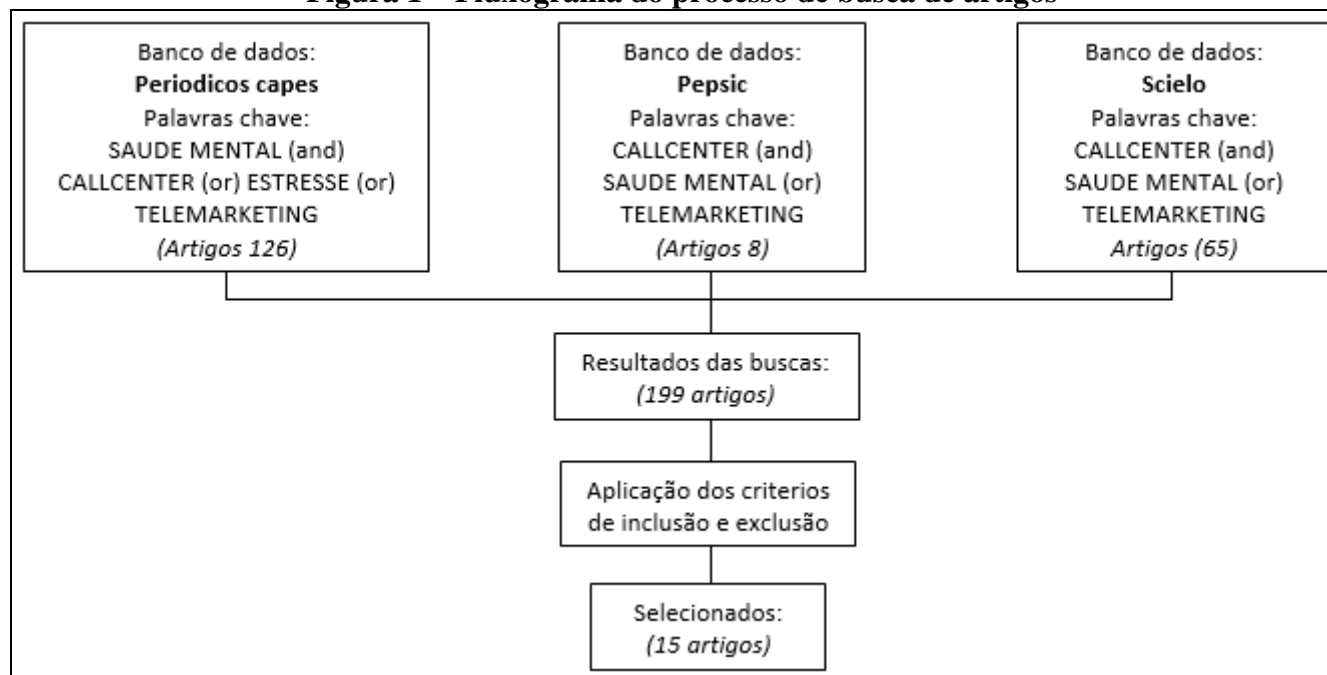 Figura 1 – Fluxograma do processo de busca de artigos
Banco de dados:
Periodicos capes
Palavras chave:
SAUDE MENTAL (and)
CALLCENTER (or) ESTRESSE (or)
TELEMARKETING
(Artigos 126)
Banco de dados:
Pepsic
Palavras chave:
CALLCENTER (and)
SAUDE MENTAL (or)
TELEMARKETING
(Artigos 8)
Banco de dados:
Scielo
Palavras chave:
CALLCENTER (and)
SAUDE MENTAL (or)
TELEMARKETING
Artigos (65)
Resultados das buscas:
(199 artigos)
Aplicação dos criterios
de inclusão e exclusão
Selecionados:
(15 artigos)